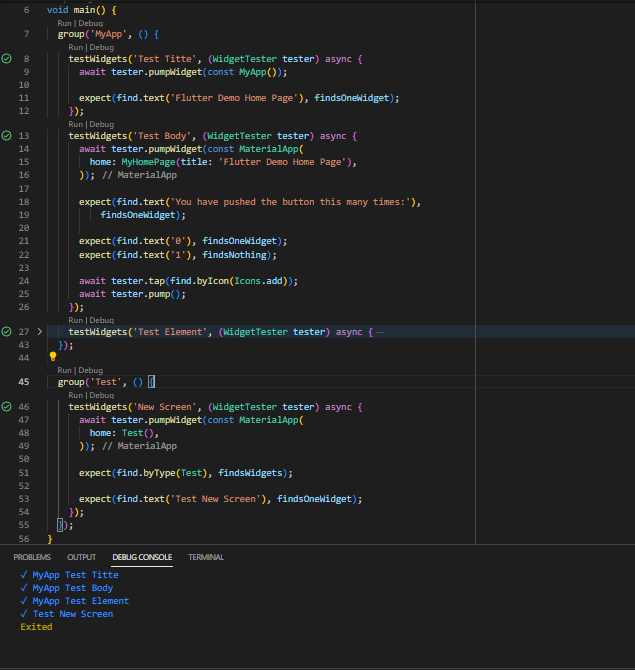 6 void main() {
Run | Debug
7 group('MyApp', () {
Run | Debug
8 testWidgets('Test Titte', (WidgetTester tester) async {
9 await tester.pumpWidget(const MyApp());
10
11 expect(find.text('Flutter Demo Home Page'), findsOneWidget);
12 });
Run | Debug
13 testWidgets('Test Body', (WidgetTester tester) async {
14 await tester.pumpWidget(const MaterialApp(
15 home: MyHomePage(title: 'Flutter Demo Home Page'),
16 )); // MaterialApp
17
18 expect(find.text('You have pushed the button this many times:'),
19 findsOneWidget);
20
21 expect(find.text('0'), findsOneWidget);
22 expect(find.text('1'), findsNothing);
23
24 await tester.tap(find.byIcon(Icons.add));
25 await tester.pump();
26 });
Run | Debug
27 testWidgets('Test Element', (WidgetTester tester) async { ···
43 });
44
Run | Debug
45 group('Test', () {
Run | Debug
46 testWidgets('New Screen', (WidgetTester tester) async {
47 await tester.pumpWidget(const MaterialApp(
48 home: Test(),
49 )); // MaterialApp
50
51 expect(find.byType(Test), findsWidgets);
52
53 expect(find.text('Test New Screen'), findsOneWidget);
54 });
55 });
56 }
PROBLEMS OUTPUT DEBUG CONSOLE TERMINAL
✓ MyApp Test Titte
✓ MyApp Test Body
✓ MyApp Test Element
✓ Test New Screen
Exited